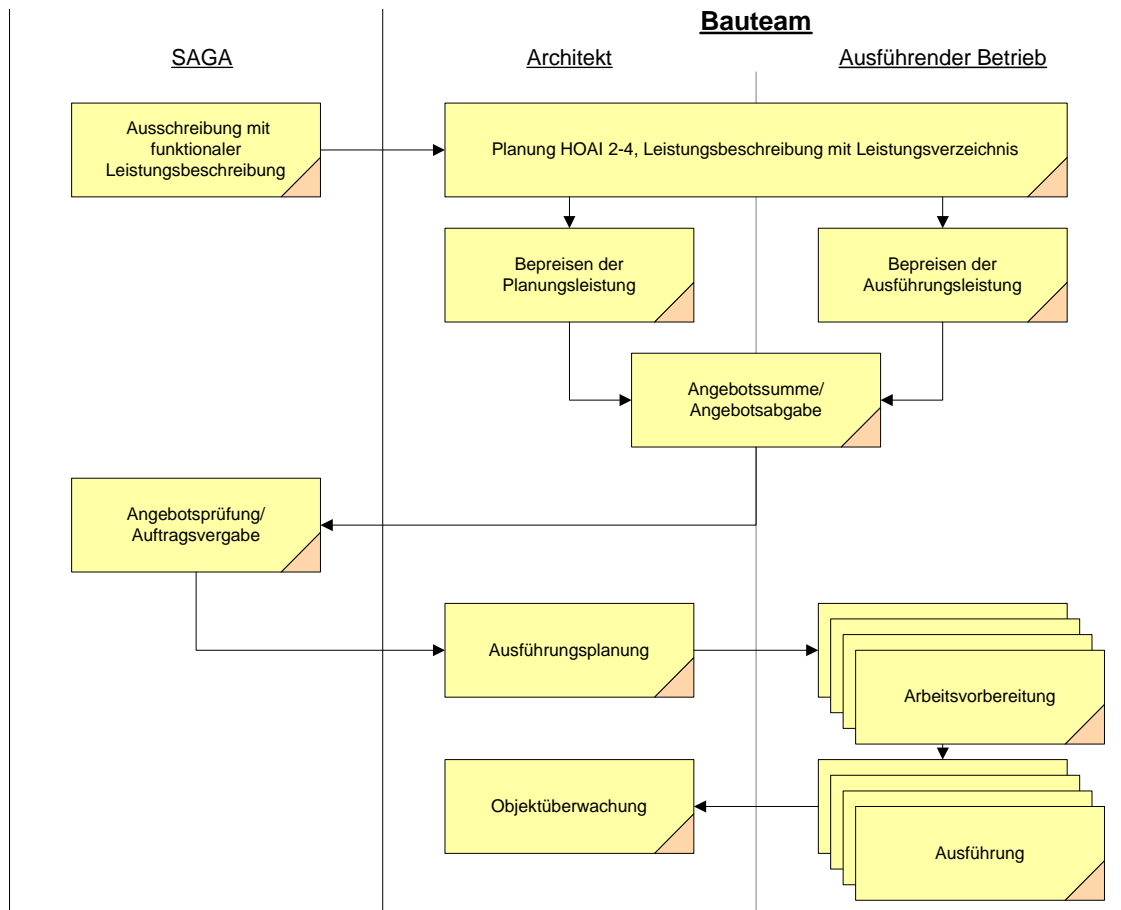 Bauteam
SAGA
Architekt
Ausführender Betrieb
Ausschreibung mit
funktionaler
Leistungsbeschreibung
Planung HOAI 2-4, Leistungsbeschreibung mit Leistungsverzeichnis
Bepreisen der
Planungsleistung
Bepreisen der
Ausführungsleistung
Angebotssumme/
Angebotsabgabe
Angebotsprüfung/
Auftragsvergabe
Ausführungsplanung
Arbeitsvorbereitung
Objektüberwachung
Ausführung